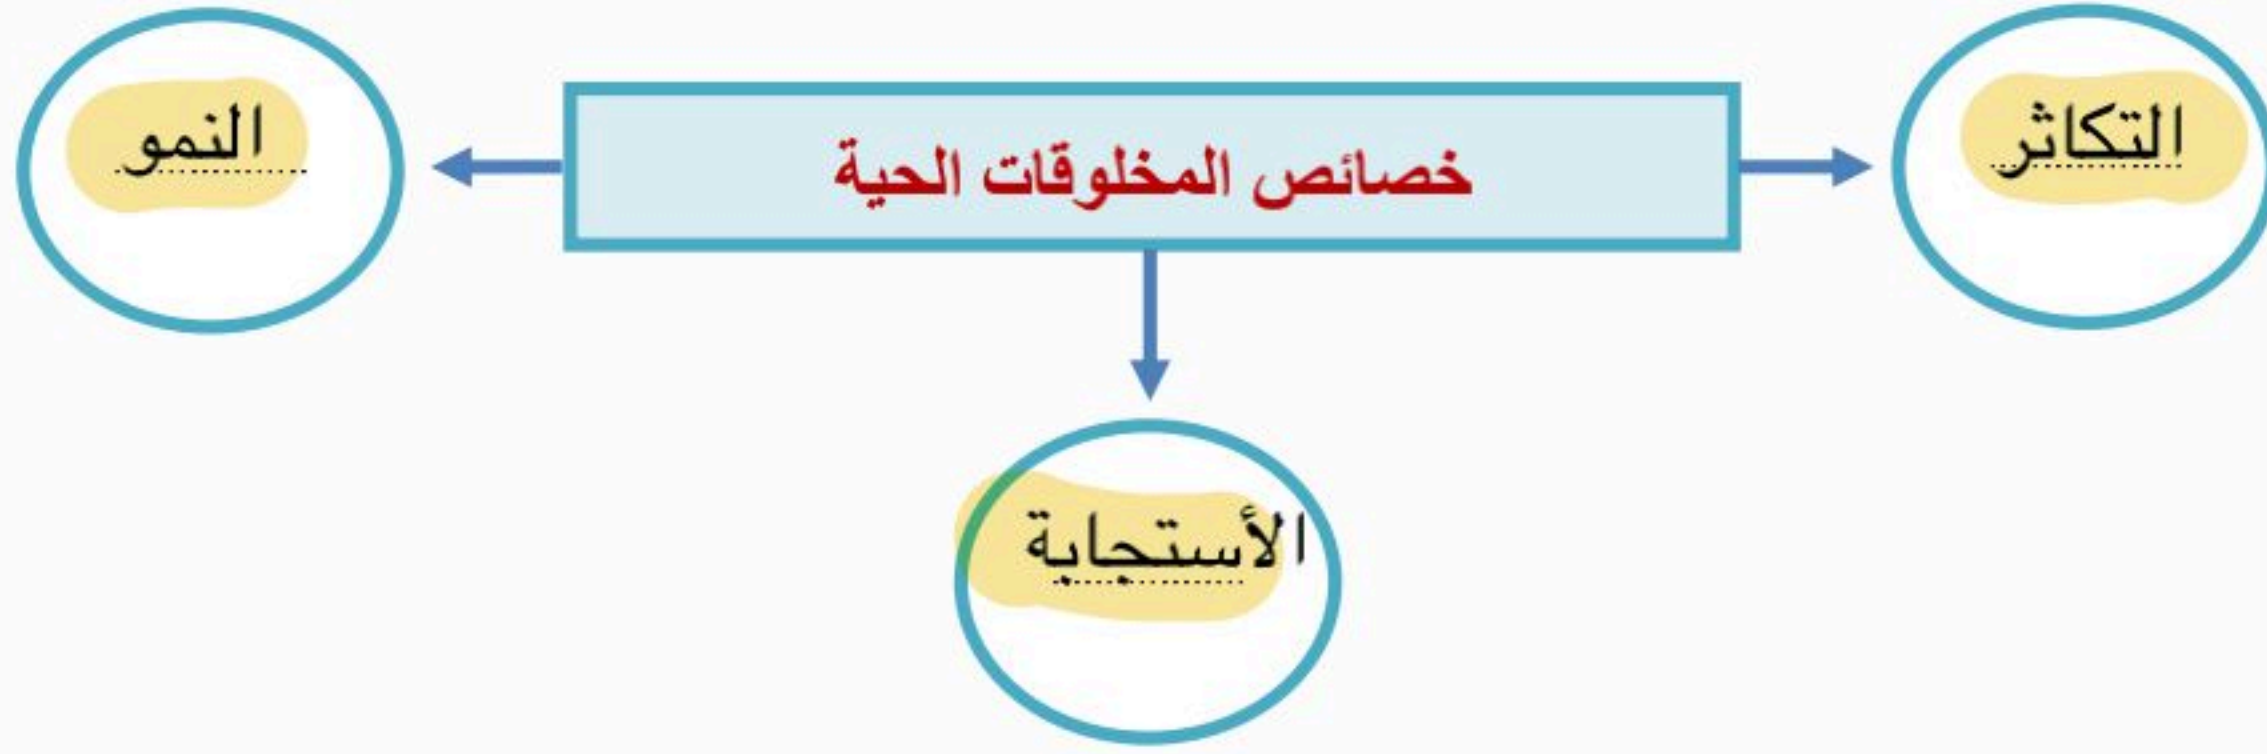 خصائص المخلوقات الحية
التكاثر
النمو
الأستجابة